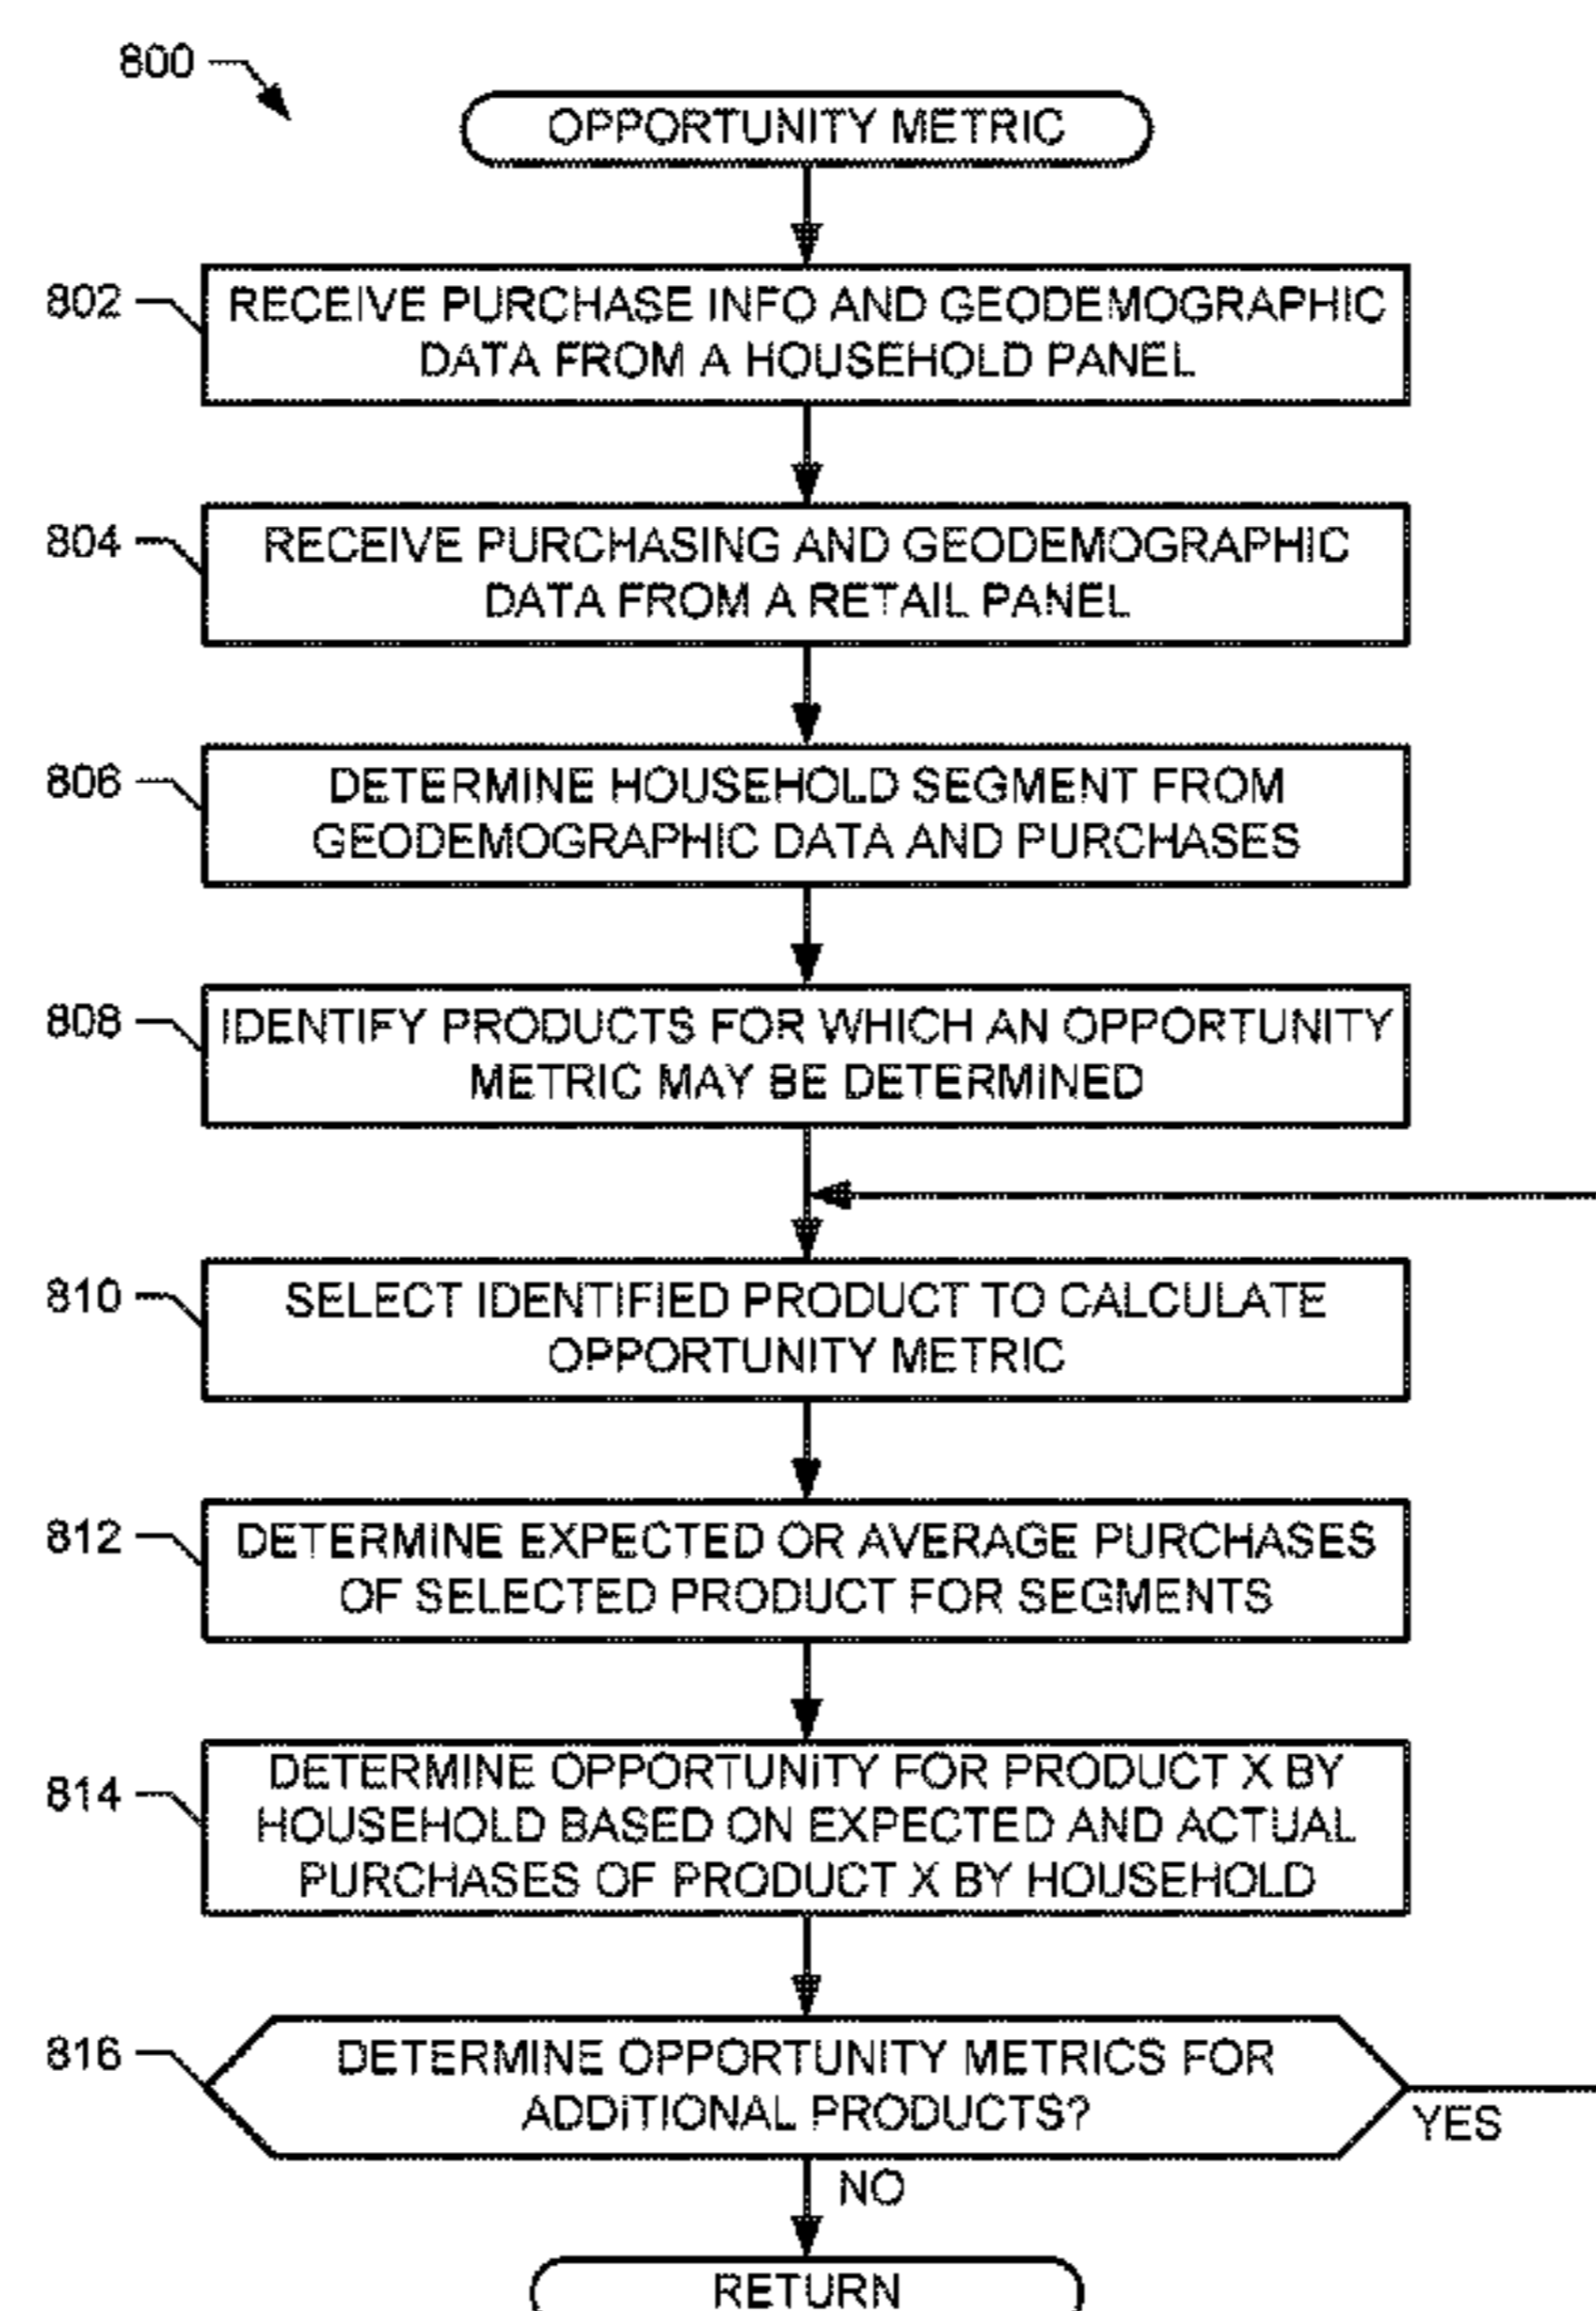 800
OPPORTUNITY METRIC
802
RECEIVE PURCHASE INFO AND GEODEMOGRAPHIC
DATA FROM A HOUSEHOLD PANEL
804
RECEIVE PURCHASING AND GEODEMOGRAPHIC
DATA FROM A RETAIL PANEL
806
DETERMINE HOUSEHOLD SEGMENT FROM
GEODEMOGRAPHIC DATA AND PURCHASES
808
IDENTIFY PRODUCTS FOR WHICH AN OPPORTUNITY
METRIC MAY BE DETERMINED
810
SELECT IDENTIFIED PRODUCT TO CALCULATE
OPPORTUNITY METRIC
812
DETERMINE EXPECTED OR AVERAGE PURCHASES
OF SELECTED PRODUCT FOR SEGMENTS
814
DETERMINE OPPORTUNITY FOR PRODUCT X BY
HOUSEHOLD BASED ON EXPECTED AND ACTUAL
PURCHASES OF PRODUCT X BY HOUSEHOLD
816
DETERMINE OPPORTUNITY METRICS FOR
ADDITIONAL PRODUCTS?
YES
NO
RETURN